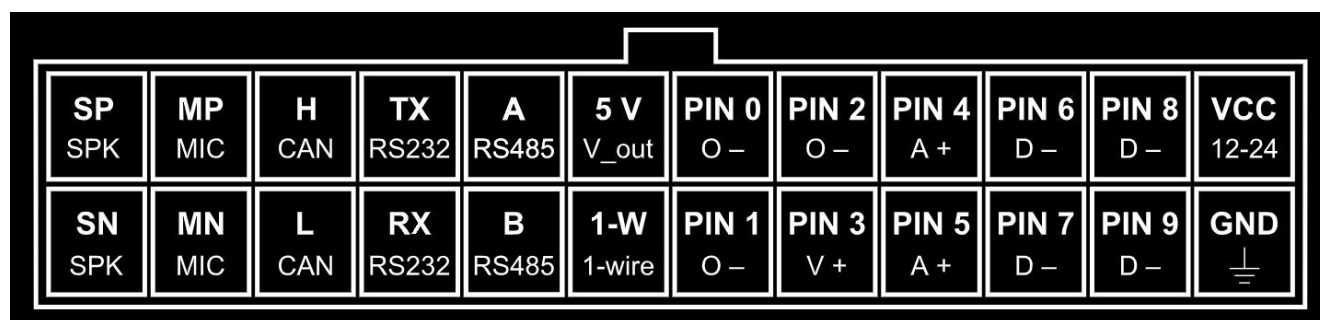 SP MP H TX A 5 V PIN 0 PIN 2 PIN 4 PIN 6 PIN 8 VCC
SPK MIC CAN RS232 RS485 V_out O – O – A + D – D – 12-24
SN MN L RX B 1-W PIN 1 PIN 3 PIN 5 PIN 7 PIN 9 GND
SPK MIC CAN RS232 RS485 1-wire O – V + A + D – D –